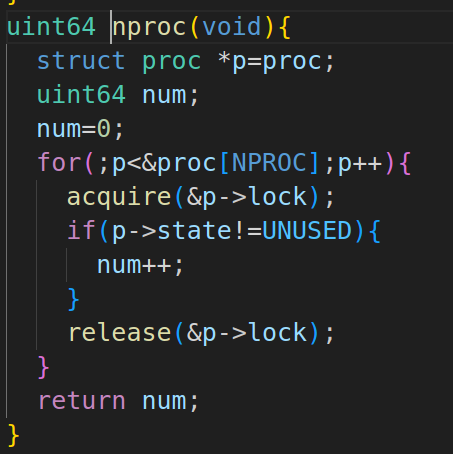 uint64 nproc(void){
  struct proc *p=proc;
  uint64 num;
  num=0;
  for(;p<&proc[NPROC];p++){
    acquire(&p->lock);
    if(p->state!=UNUSED){
      num++;
    }
    release(&p->lock);
  }
  return num;
}